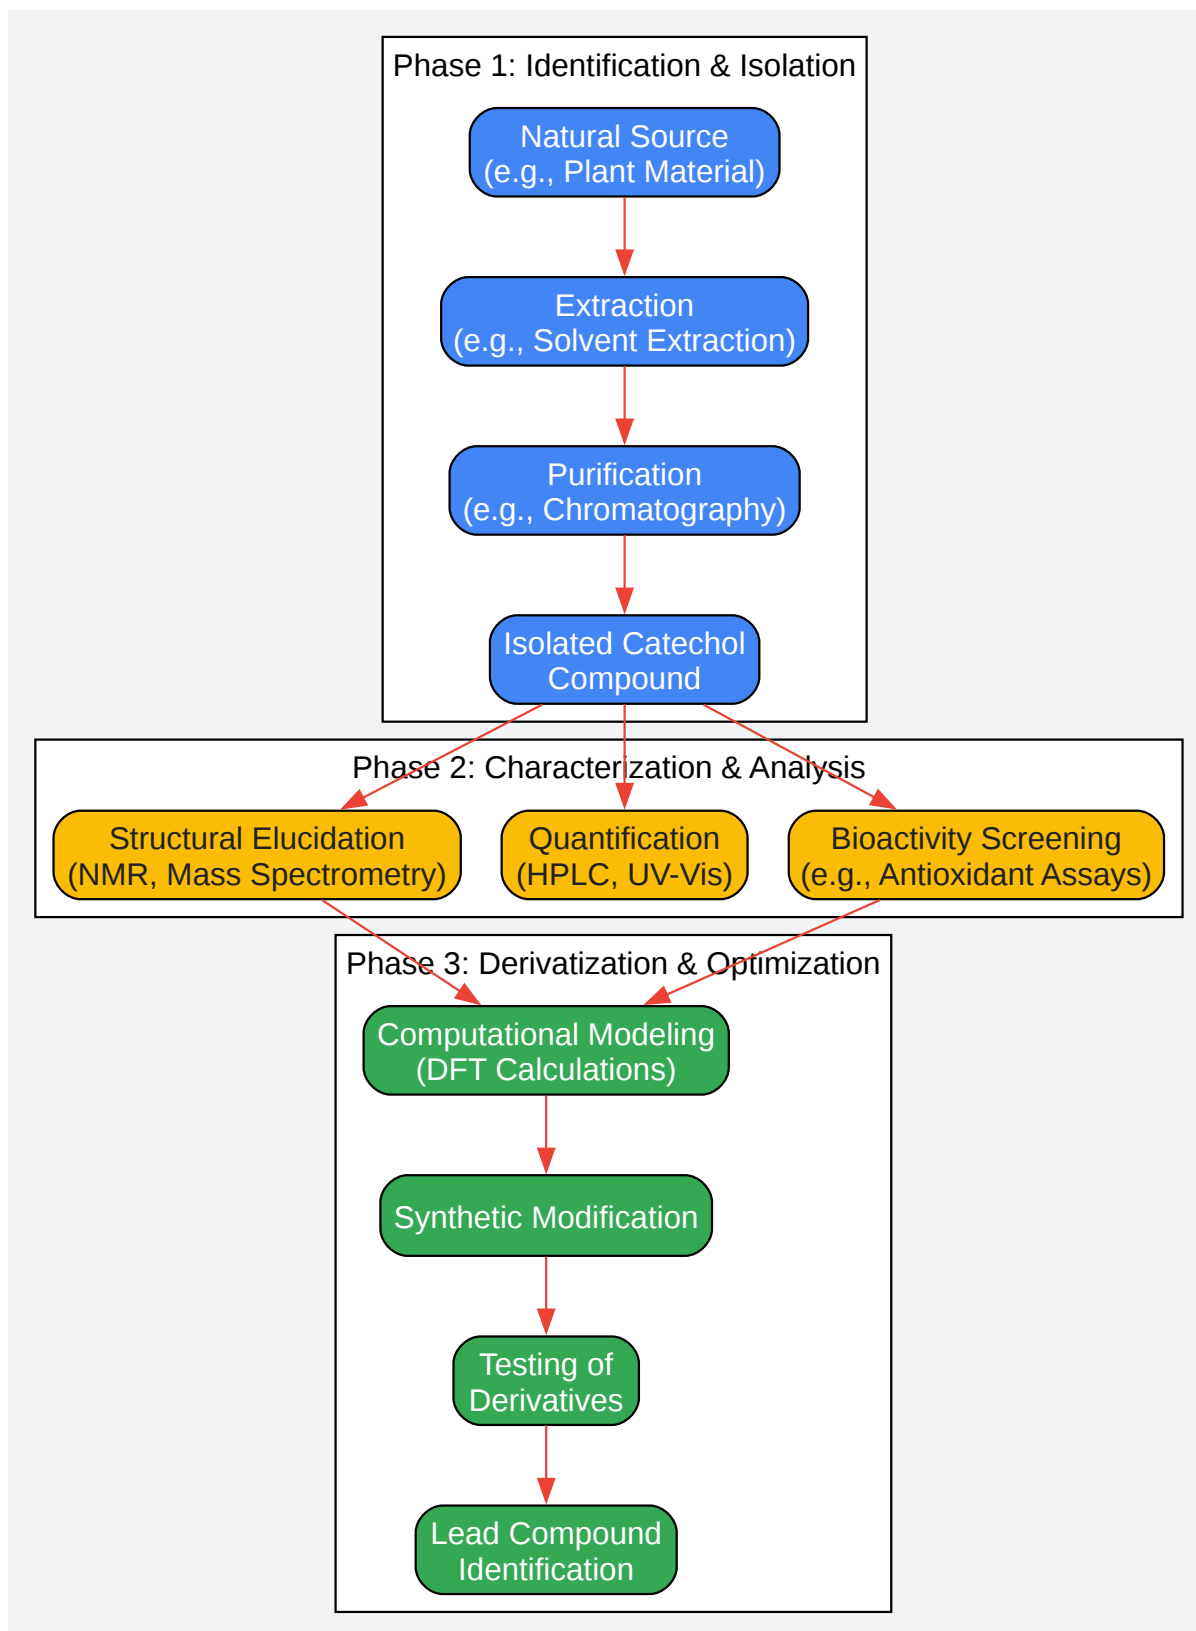 Phase 1: Identification & Isolation
Natural Source
(e.g., Plant Material)
Extraction
(e.g., Solvent Extraction)
Purification
(e.g., Chromatography)
Isolated Catechol
Compound
Phase 2: Characterization & Analysis
Structural Elucidation
(NMR, Mass Spectrometry)
Quantification
(HPLC, UV-Vis)
Bioactivity Screening
(e.g., Antioxidant Assays)
Phase 3: Derivatization & Optimization
Computational Modeling
(DFT Calculations)
Synthetic Modification
Testing of
Derivatives
Lead Compound
Identification